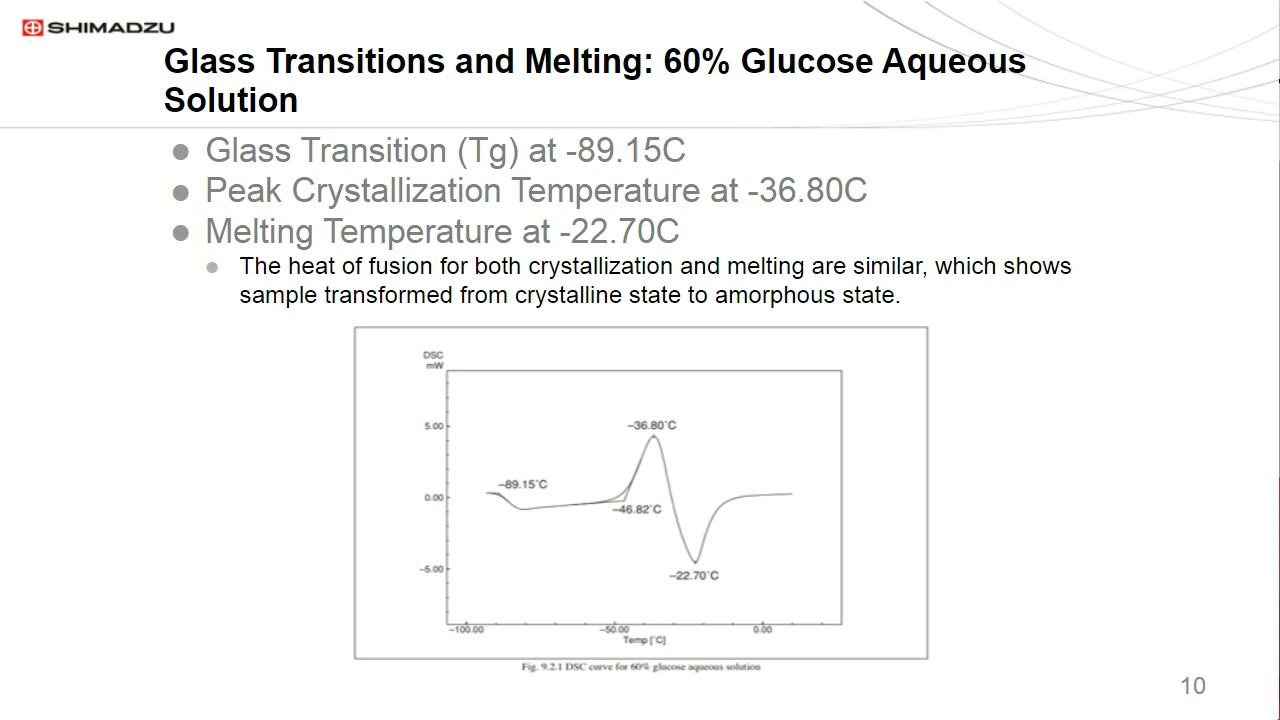 SHIMADZU
Glass Transitions and Melting: 60% Glucose Aqueous
Solution
Glass Transition (Tg) at -89.15C
Peak Crystallization Temperature at -36.80C
Melting Temperature at -22.70C
The heat of fusion for both crystallization and melting are similar, which shows
sample transformed from crystalline state to amorphous state.
DSC
mW
5.00
0.00
−5.00
−36.80˚C
−89.15˚C
−46.82˚C
−22.70˚C
−100.00 −50.00 0.00
Temp [˚C]
Fig. 9.2.1 DSC curve for 60% glucose aqueous solution
10